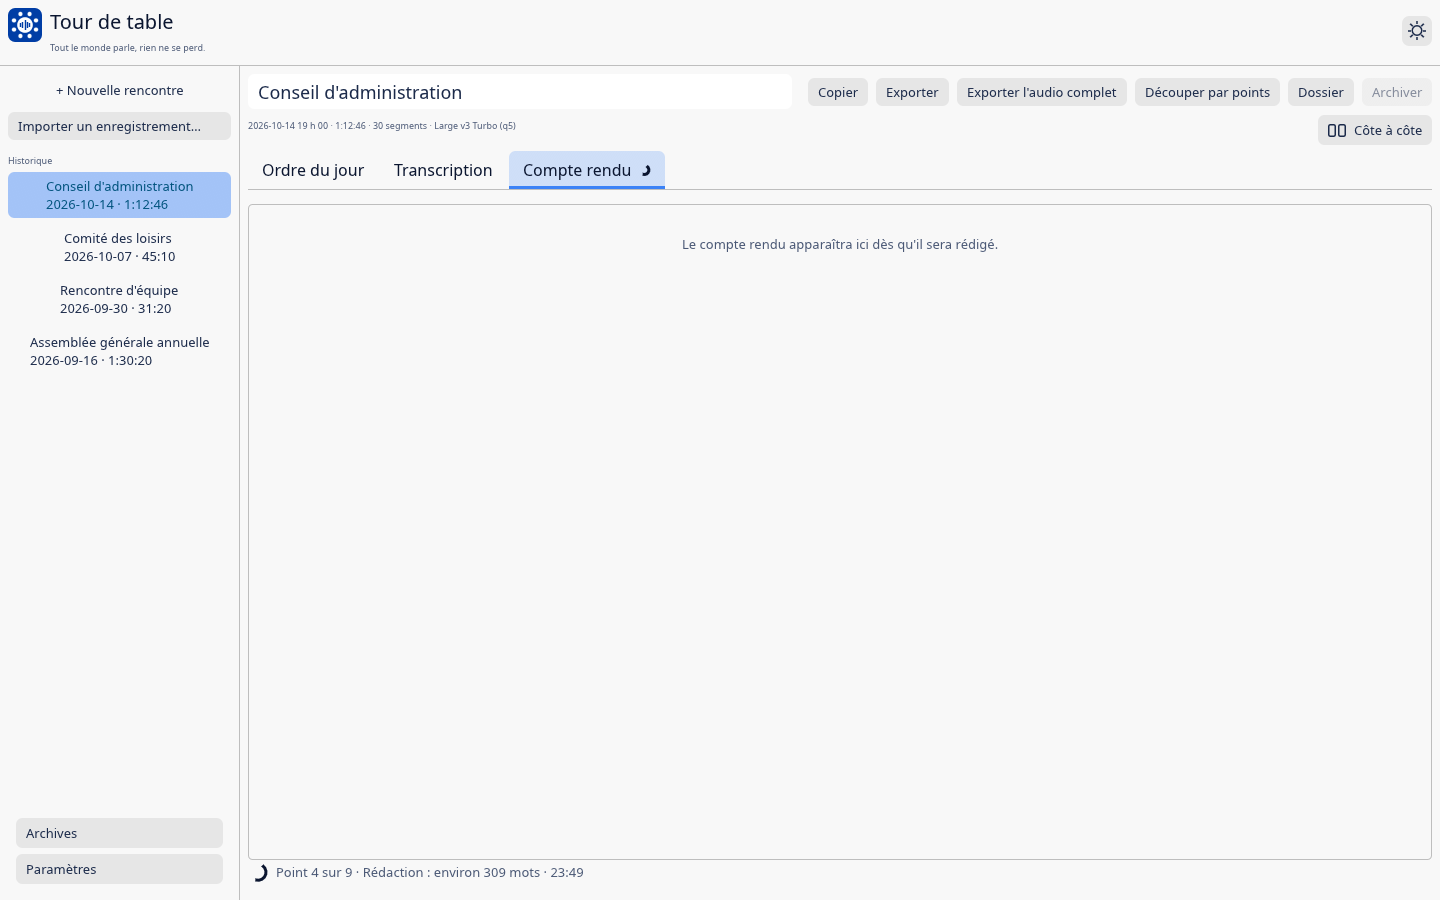 Tour de table
Tout le monde parle, rien ne se perd.
+ Nouvelle rencontre
Importer un enregistrement...
Historique
Conseil d'administration
2026-10-14 · 1:12:46
Comité des loisirs
2026-10-07 · 45:10
Rencontre d'équipe
2026-09-30 · 31:20
Assemblée générale annuelle
2026-09-16 · 1:30:20
Archives
Paramètres
Conseil d'administration
Copier
Exporter
Exporter l'audio complet
Découper par points
Dossier
Archiver
2026-10-14 19 h 00 · 1:12:46 · 30 segments · Large v3 Turbo (q5)
Côte à côte
Ordre du jour
Transcription
Compte rendu
Le compte rendu apparaîtra ici dès qu'il sera rédigé.
Point 4 sur 9 · Rédaction : environ 309 mots · 23:49